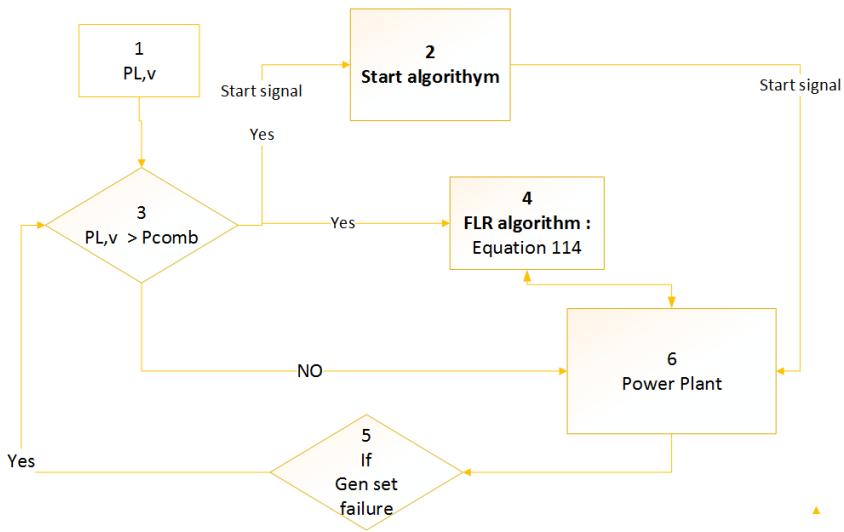 1
PL,v
2
Start algorithym
Start signal
Start signal
Yes
3
PL,v > Pcomb
Yes
4
FLR algorithm :
Equation 114
NO
6
Power Plant
5
If
Gen set
failure
Yes